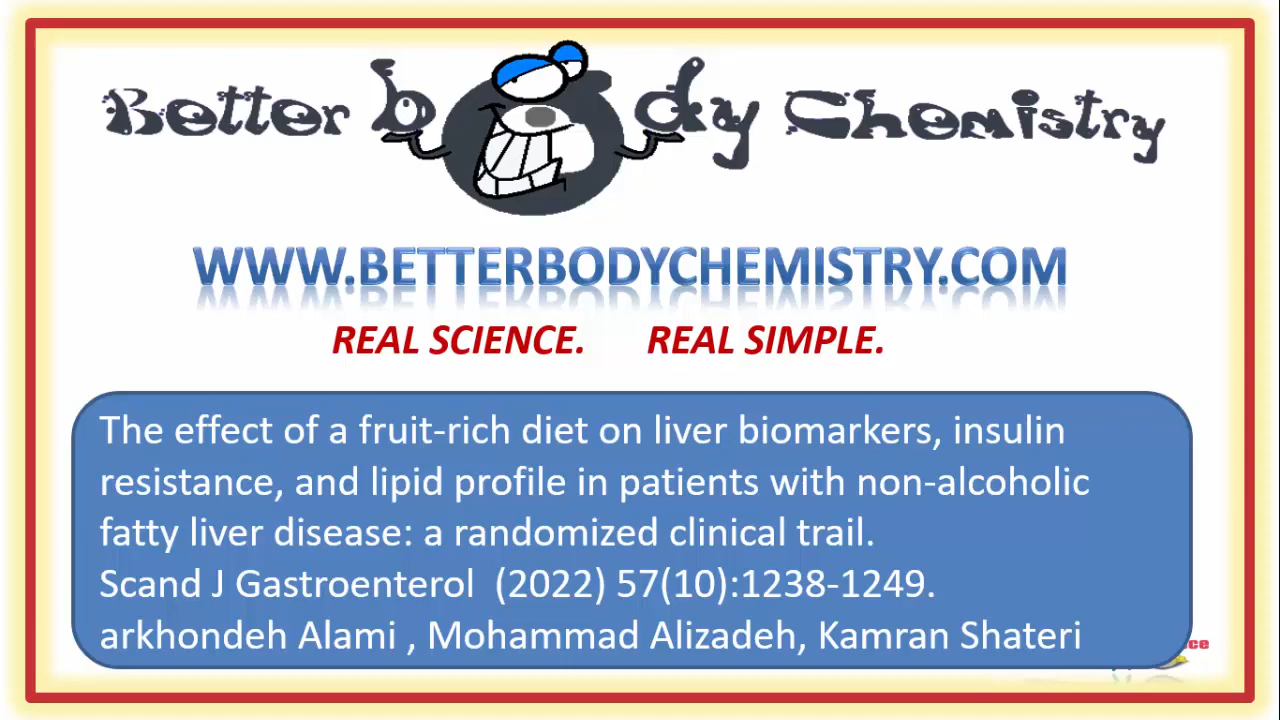 Better body Chemistry
WWW.BETTERBODYCHEMISTRY.COM
REAL SCIENCE. REAL SIMPLE.
The effect of a fruit-rich diet on liver biomarkers, insulin
resistance, and lipid profile in patients with non-alcoholic
fatty liver disease: a randomized clinical trail.
Scand J Gastroenterol (2022) 57(10):1238-1249.
arkhondeh Alami , Mohammad Alizadeh, Kamran Shateri